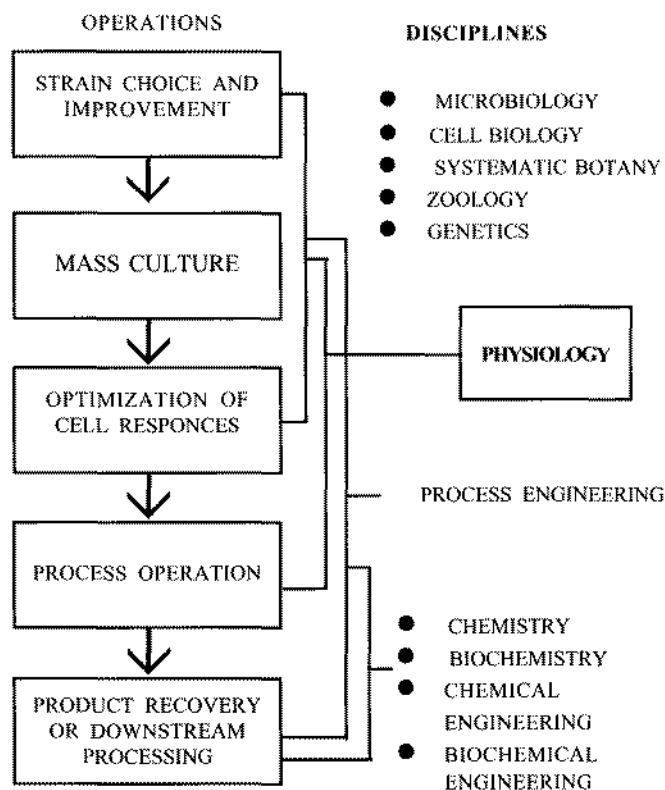 OPERATIONS
STRAIN CHOICE AND
IMPROVEMENT
MASS CULTURE
OPTIMIZATION OF
CELL RESPONCES
PROCESS OPERATION
PRODUCT RECOVERY
OR DOWNSTREAM
PROCESSING
DISCIPLINES
● MICROBIOLOGY
● CELL BIOLOGY
● SYSTEMATIC BOTANY
● ZOOLOGY
● GENETICS
PHYSIOLOGY
PROCESS ENGINEERING
● CHEMISTRY
● BIOCHEMISTRY
● CHEMICAL
ENGINEERING
● BIOCHEMICAL
ENGINEERING